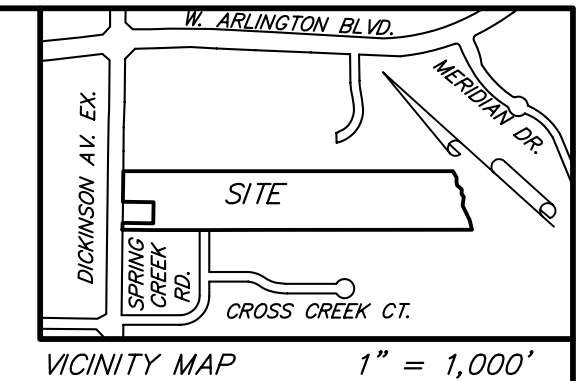 W. ARLINGTON BLVD.
MERIDIAN DR.
DICKINSON AV. EX.
SITE
SPRING
CREEK
RD.
CROSS CREEK CT.
VICINITY MAP 1" = 1,000'